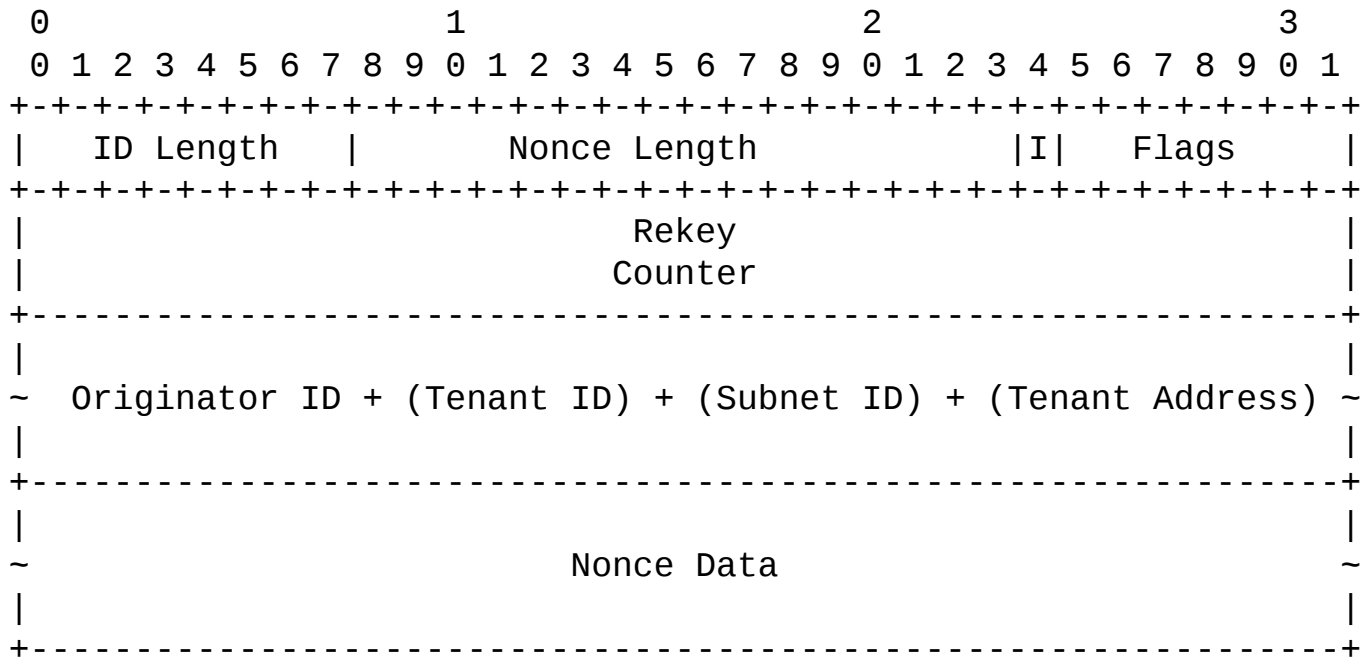 0                   1                   2                   3
 0 1 2 3 4 5 6 7 8 9 0 1 2 3 4 5 6 7 8 9 0 1 2 3 4 5 6 7 8 9 0 1
+-+-+-+-+-+-+-+-+-+-+-+-+-+-+-+-+-+-+-+-+-+-+-+-+-+-+-+-+-+-+-+-+
|   ID Length   |       Nonce Length            |I|   Flags     |
+-+-+-+-+-+-+-+-+-+-+-+-+-+-+-+-+-+-+-+-+-+-+-+-+-+-+-+-+-+-+-+-+
|                             Rekey                             |
|                            Counter                            |
+---------------------------------------------------------------+
|                                                               |
~  Originator ID + (Tenant ID) + (Subnet ID) + (Tenant Address) ~
|                                                               |
+---------------------------------------------------------------+
|                                                               |
~                          Nonce Data                           ~
|                                                               |
+---------------------------------------------------------------+